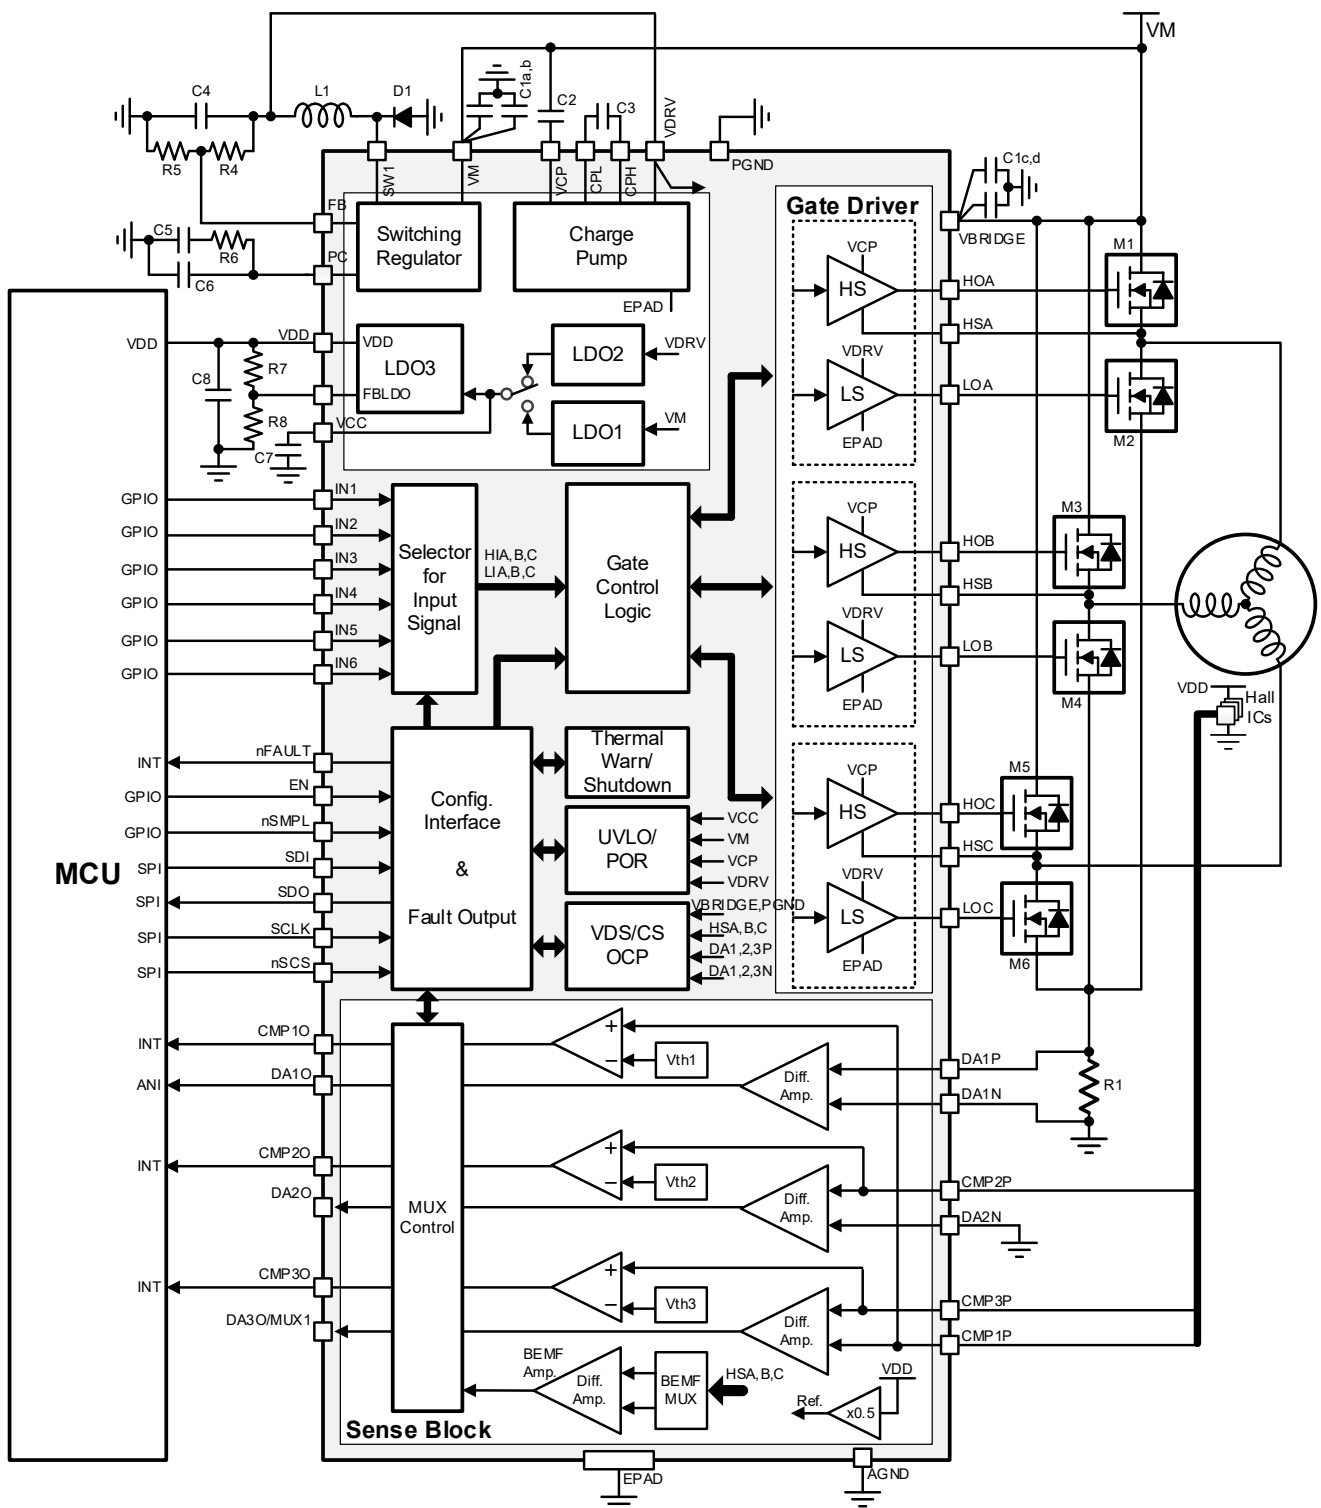 VM
C4
L1
D1
C1a,b
C2
C3
VDRV
R5
R4
SW1
VM
VCP
CPL
CPH
PGND
C1c,d
FB
C5
R6
C6
PC
Switching
Regulator
Charge
Pump
EPAD
Gate Driver
VBRIDGE
VCP
HS
HOA
HSA
M1
VDRV
LS
EPAD
LOA
M2
VDD
VDD
VDD
LDO3
FBLDO
LDO2
VDRV
LDO1
VM
C8
R7
R8
C7
VCC
GPIO
IN1
GPIO
IN2
GPIO
IN3
GPIO
IN4
GPIO
IN5
GPIO
IN6
Selector
for
Input
Signal
HIA,B,C
LIA,B,C
Gate
Control
Logic
VCP
HS
HOB
HSB
M3
VDRV
LS
EPAD
LOB
M4
VDD
Hall
ICs
MCU
INT
nFAULT
GPIO
EN
GPIO
nSMPL
SPI
SDI
SPI
SDO
SPI
SCLK
SPI
nSCS
Config.
Interface
&
Fault Output
Thermal
Warn/
Shutdown
UVLO/
POR
VCC
VM
VCP
VDRV
VDS/CS
OCP
VBRIDGE,PGND
HSA,B,C
DA1,2,3P
DA1,2,3N
VCP
HS
HOC
HSC
M5
VDRV
LS
EPAD
LOC
M6
INT
CMP1O
ANI
DA1O
+
−
Vth1
Diff.
Amp.
DA1P
DA1N
R1
INT
CMP2O
DA2O
MUX
Control
+
−
Vth2
Diff.
Amp.
CMP2P
DA2N
INT
CMP3O
DA3O/MUX1
+
−
Vth3
Diff.
Amp.
CMP3P
CMP1P
BEMF
Amp.
Diff.
Amp.
BEMF
MUX
HSA,B,C
Ref.
x0.5
VDD
Sense Block
EPAD
AGND